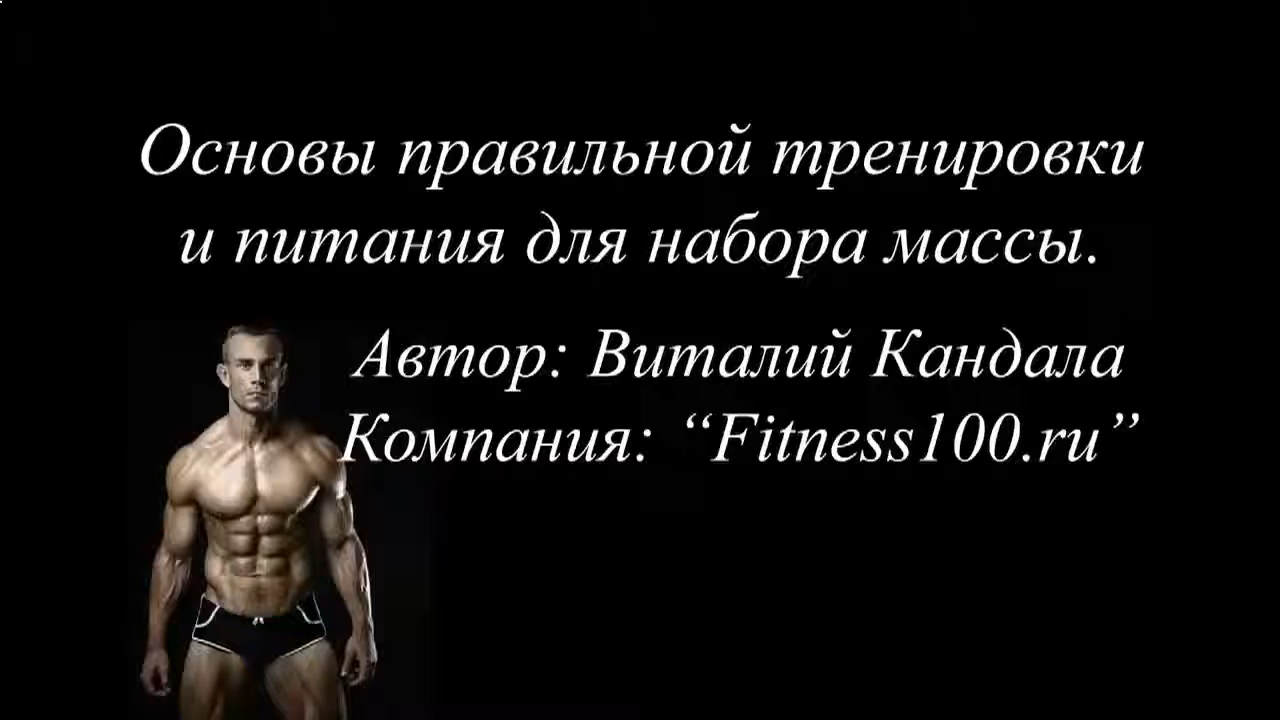 Основы правильной тренировки
и питания для набора массы.
Автор: Виталий Кандала
Компания: “Fitness100.ru”